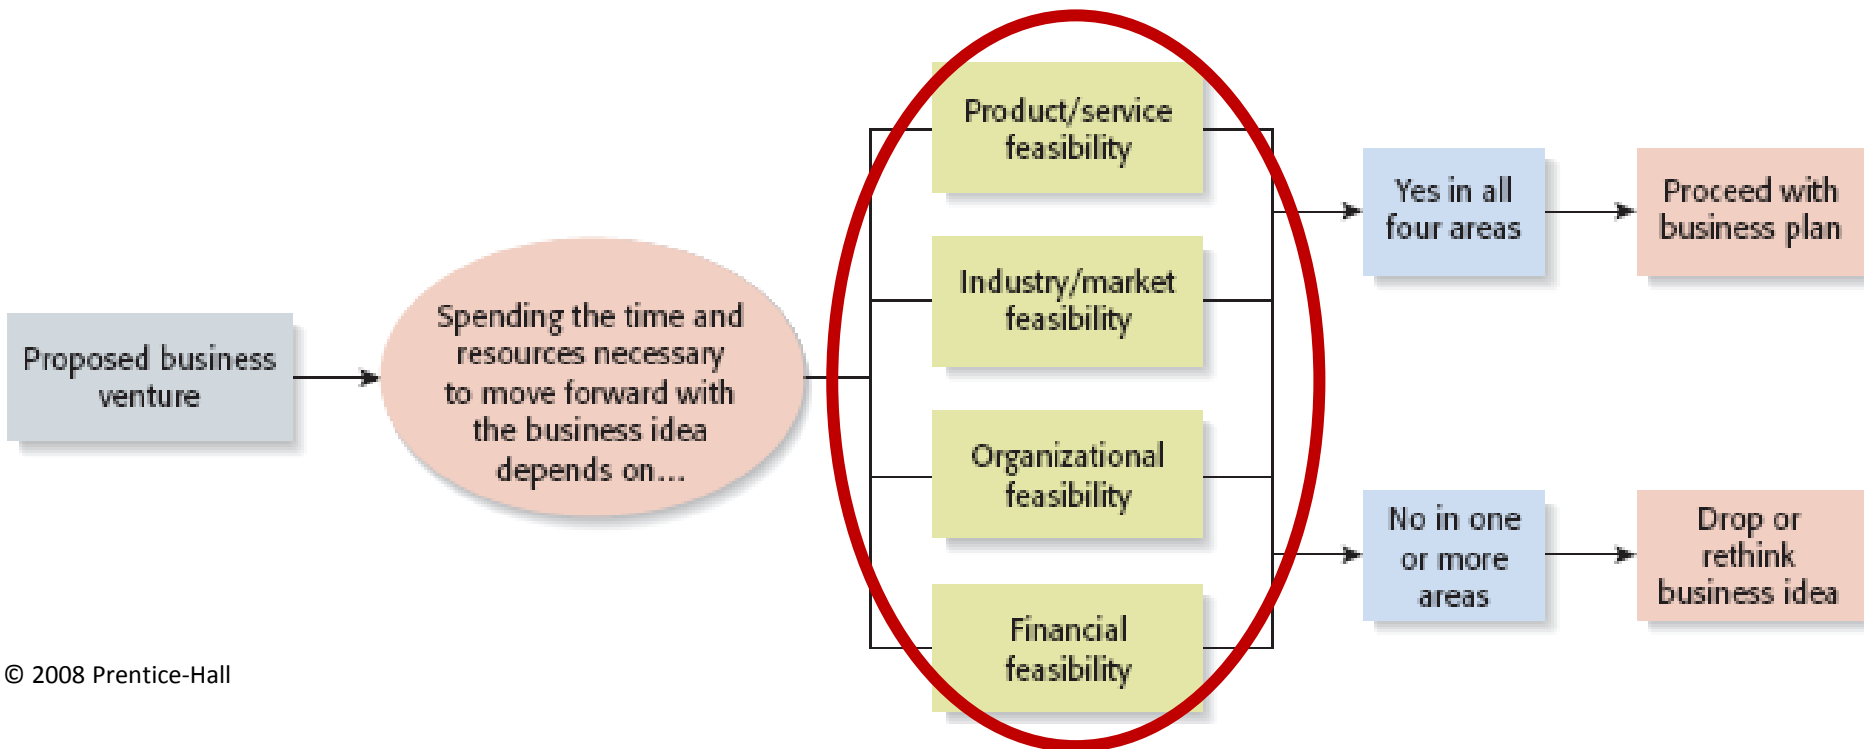 Proposed business
venture
Spending the time and
resources necessary
to move forward with
the business idea
depends on...
Product/service
feasibility
Industry/market
feasibility
Organizational
feasibility
Financial
feasibility
Yes in all
four areas
Proceed with
business plan
No in one
or more
areas
Drop or
rethink
business idea
© 2008 Prentice-Hall